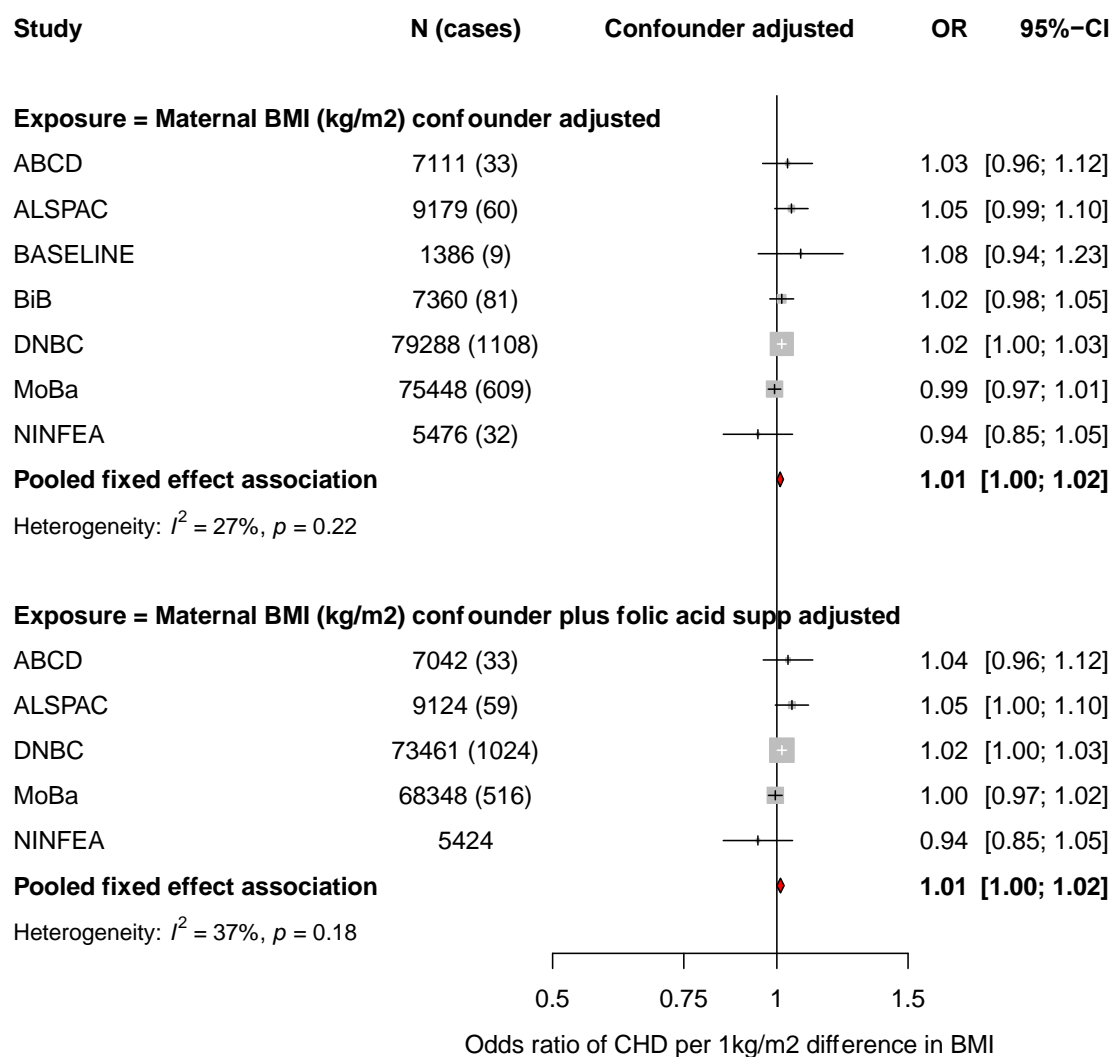 Study N (cases) Confounder adjusted OR 95%−CI
Exposure = Maternal BMI (kg/m2) confounder adjusted
ABCD 7111 (33) 1.03 [0.96; 1.12]
ALSPAC 9179 (60) 1.05 [0.99; 1.10]
BASELINE 1386 (9) 1.08 [0.94; 1.23]
BiB 7360 (81) 1.02 [0.98; 1.05]
DNBC 79288 (1108) 1.02 [1.00; 1.03]
MoBa 75448 (609) 0.99 [0.97; 1.01]
NINFEA 5476 (32) 0.94 [0.85; 1.05]
Pooled fixed effect association 1.01 [1.00; 1.02]
Heterogeneity: I² = 27%, p = 0.22
Exposure = Maternal BMI (kg/m2) confounder plus folic acid supp adjusted
ABCD 7042 (33) 1.04 [0.96; 1.12]
ALSPAC 9124 (59) 1.05 [1.00; 1.10]
DNBC 73461 (1024) 1.02 [1.00; 1.03]
MoBa 68348 (516) 1.00 [0.97; 1.02]
NINFEA 5424 0.94 [0.85; 1.05]
Pooled fixed effect association 1.01 [1.00; 1.02]
Heterogeneity: I² = 37%, p = 0.18
0.5 0.75 1 1.5
Odds ratio of CHD per 1kg/m2 difference in BMI